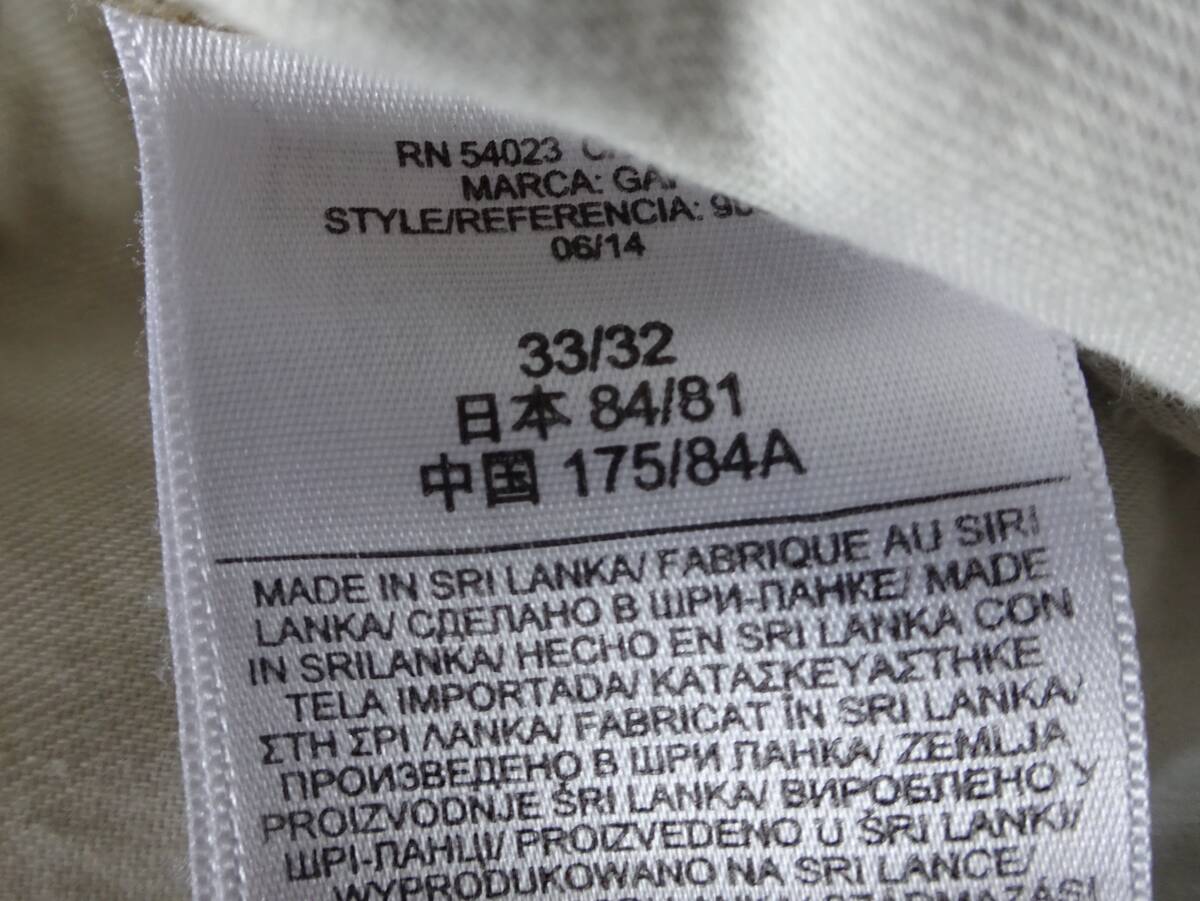 RN 54023
MARCA:
STYLE/REFERENCIA:
06/14
33/32
日本 84/81
中国 175/84A
MADE IN SRI LANKA/ FABRIQUE AU SIRI
LANKA/ СДЕЛАНО В ШРИ-ЛАНКЕ/ MADE
IN SRILANKA/ HECHO EN SRI LANKA CON
TELA IMPORTADA/ ΚΑΤΑΣΚΕΥΑΣΤΗΚΕ
ΣΤΗ ΣΡΙ ΛΑΝΚΑ/ FABRICAT ÎN SRI LANKA/
ПРОИЗВЕДЕНО В ШРИ ЛАНКА/ ZEMLJA
PROIZVODNJE ŠRI LANKA/ ВИРОБЛЕНО У
ШРІ-ЛАНЦІ/ PROIZVEDENO U ŠRI LANKI/
WYPRODUKOWANO NA SRI LANCE/